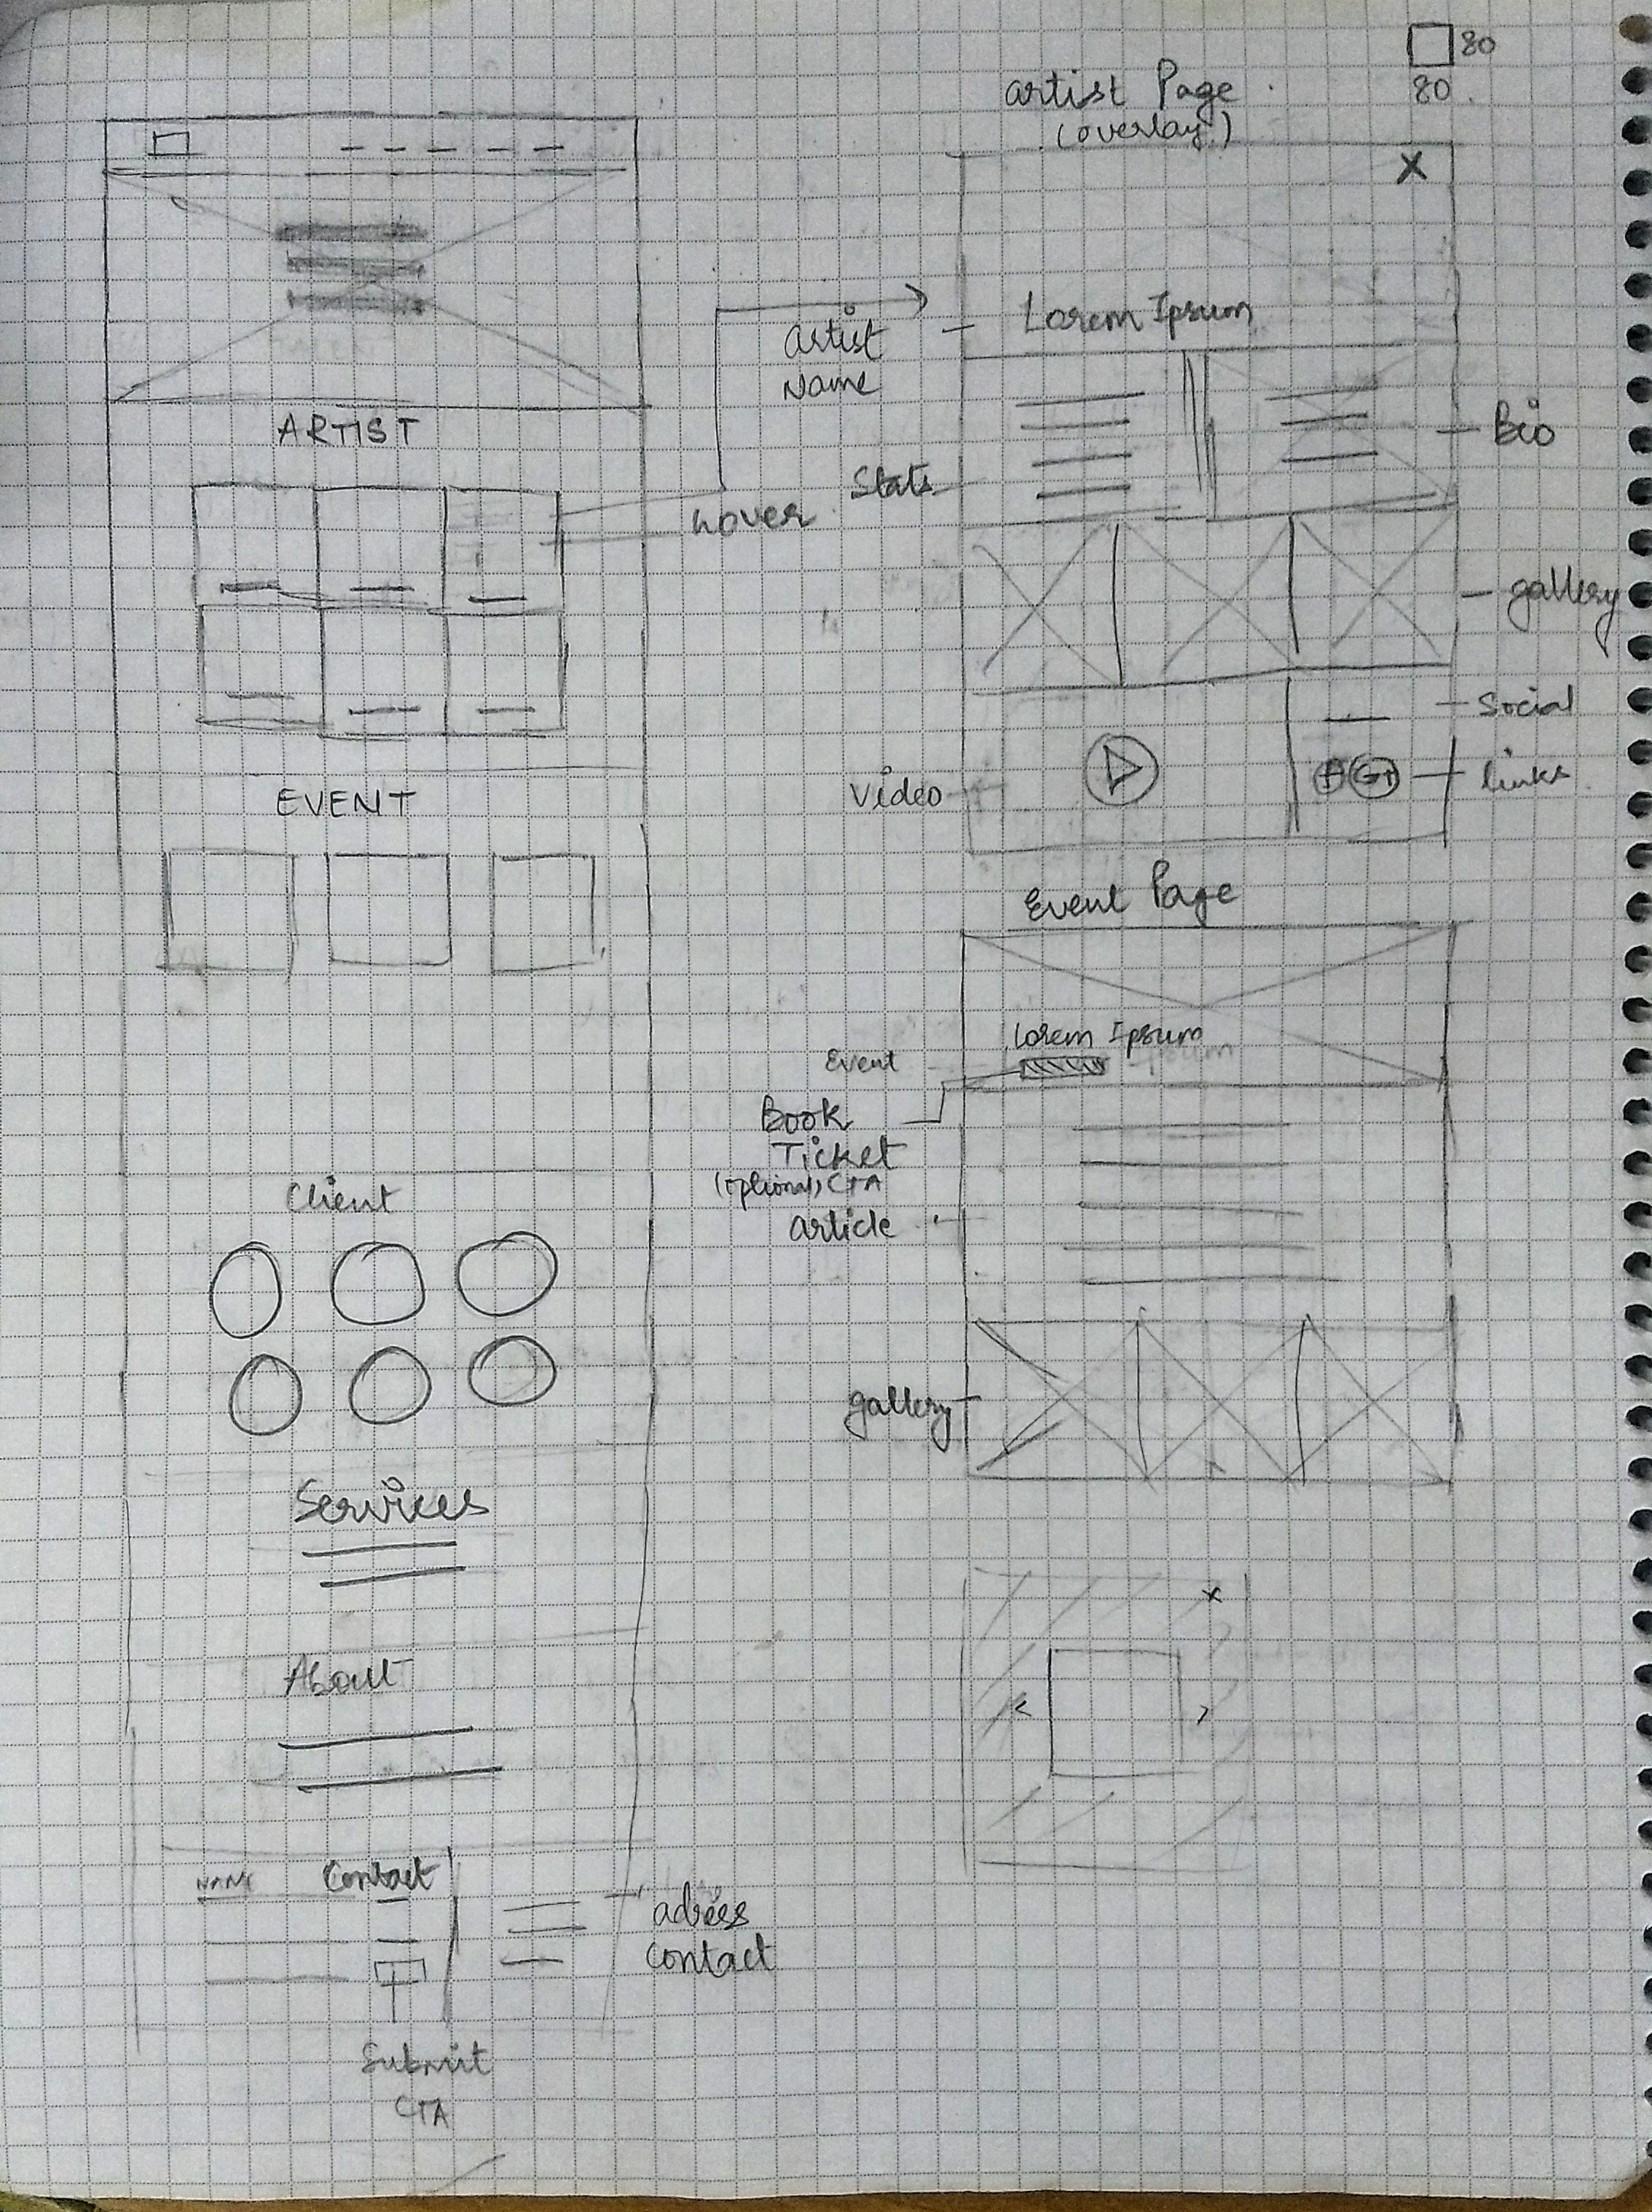 ARTIST
hover
EVENT
Client
Services
About
NAME
Contact
adress
Contact
Submit
CTA
80
80
artist Page
(overlay)
X
artist
Name
Lorem Ipsum
Stats
Bio
gallery
Social
links
G+
Video
Event Page
Event
Lorem Ipsum
Book
Ticket
(optional) CTA
article
gallery
x
<
>